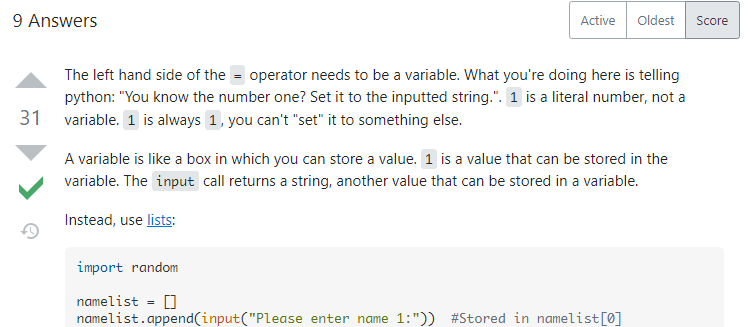 9 Answers
Active Oldest Score
The left hand side of the = operator needs to be a variable. What you're doing here is telling
python: "You know the number one? Set it to the inputted string.". 1 is a literal number, not a
31
variable. 1 is always 1, you can't "set" it to something else.
A variable is like a box in which you can store a value. 1 is a value that can be stored in the
variable. The input call returns a string, another value that can be stored in a variable.
Instead, use lists:
import random
namelist = []
namelist.append(input("Please enter name 1:")) #Stored in namelist[0]